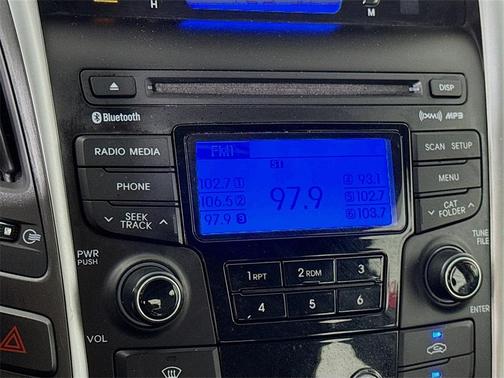 H M
DISP
Bluetooth
XM MP3
RADIO MEDIA
SCAN SETUP
PHONE
MENU
SEEK
TRACK
CAT
FOLDER
FM1
ST
102.7 1
106.5 2
97.9 3
97.9
4 93.1
5 102.7
6 103.7
PWR
PUSH
VOL
1 RPT
2 RDM
3
4
5
6
TUNE
FILE
ENTER